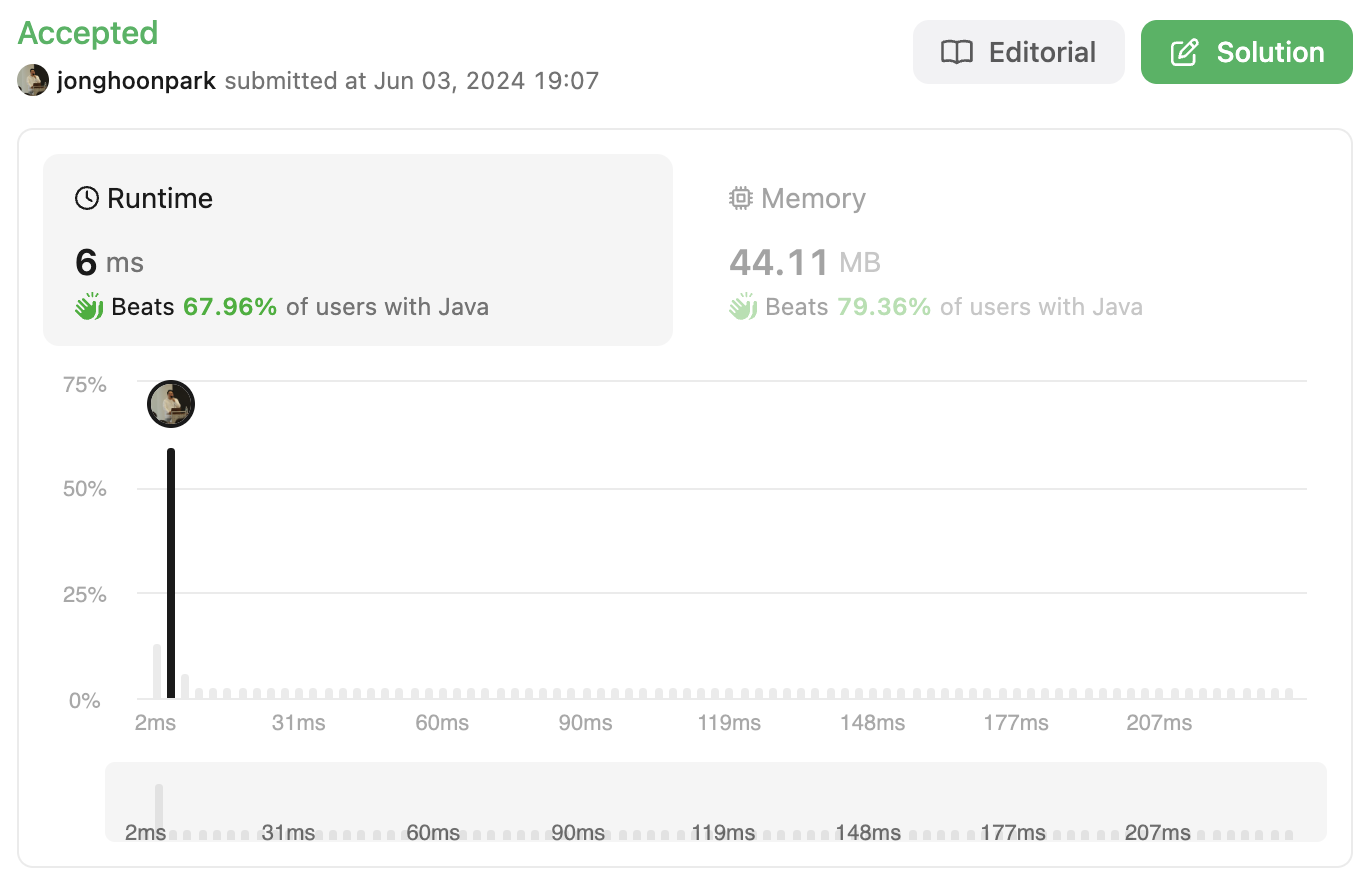 Accepted
Editorial
Solution
jonghoonpark submitted at Jun 03, 2024 19:07
Runtime
Memory
6 ms
44.11 MB
Beats 67.96% of users with Java
Beats 79.36% of users with Java
75%
50%
25%
0%
2ms 31ms 60ms 90ms 119ms 148ms 177ms 207ms
2ms 31ms 60ms 90ms 119ms 148ms 177ms 207ms